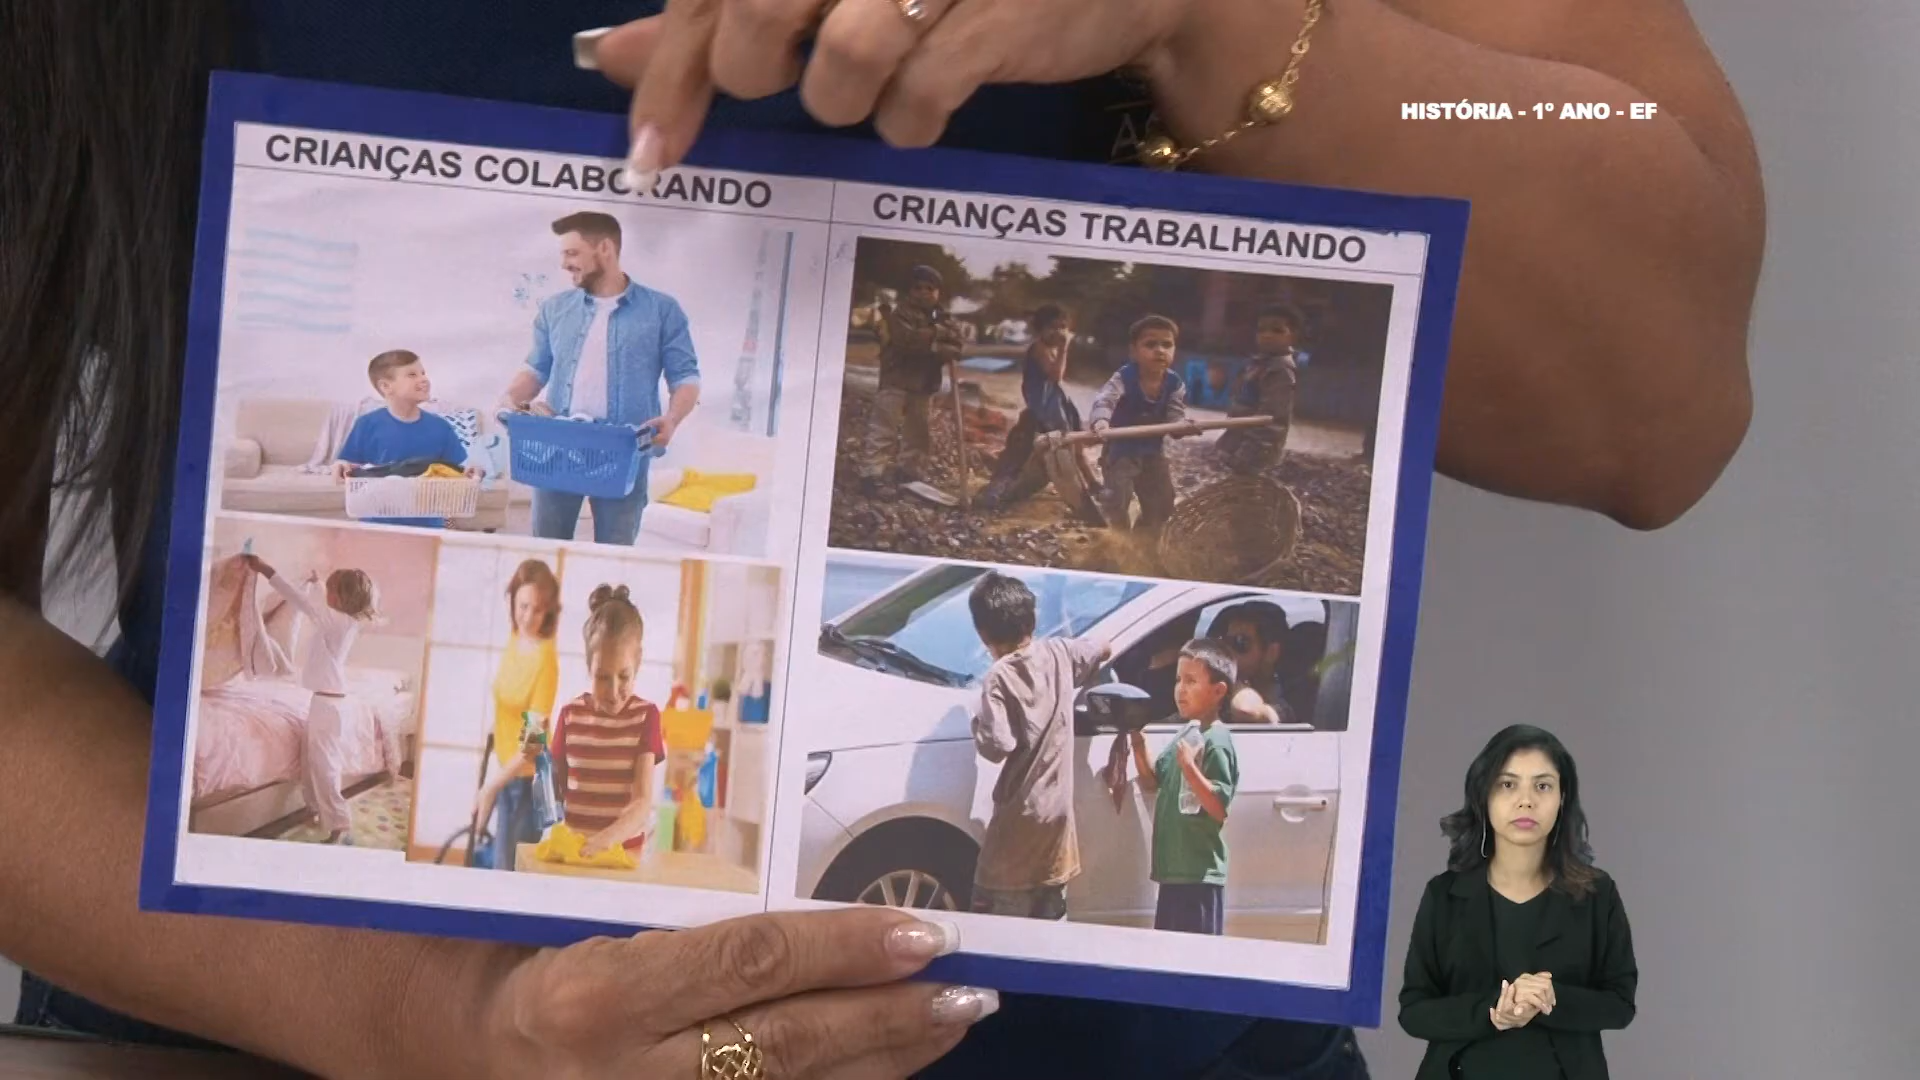 HISTÓRIA - 1º ANO - EF
CRIANÇAS COLABORANDO
CRIANÇAS TRABALHANDO